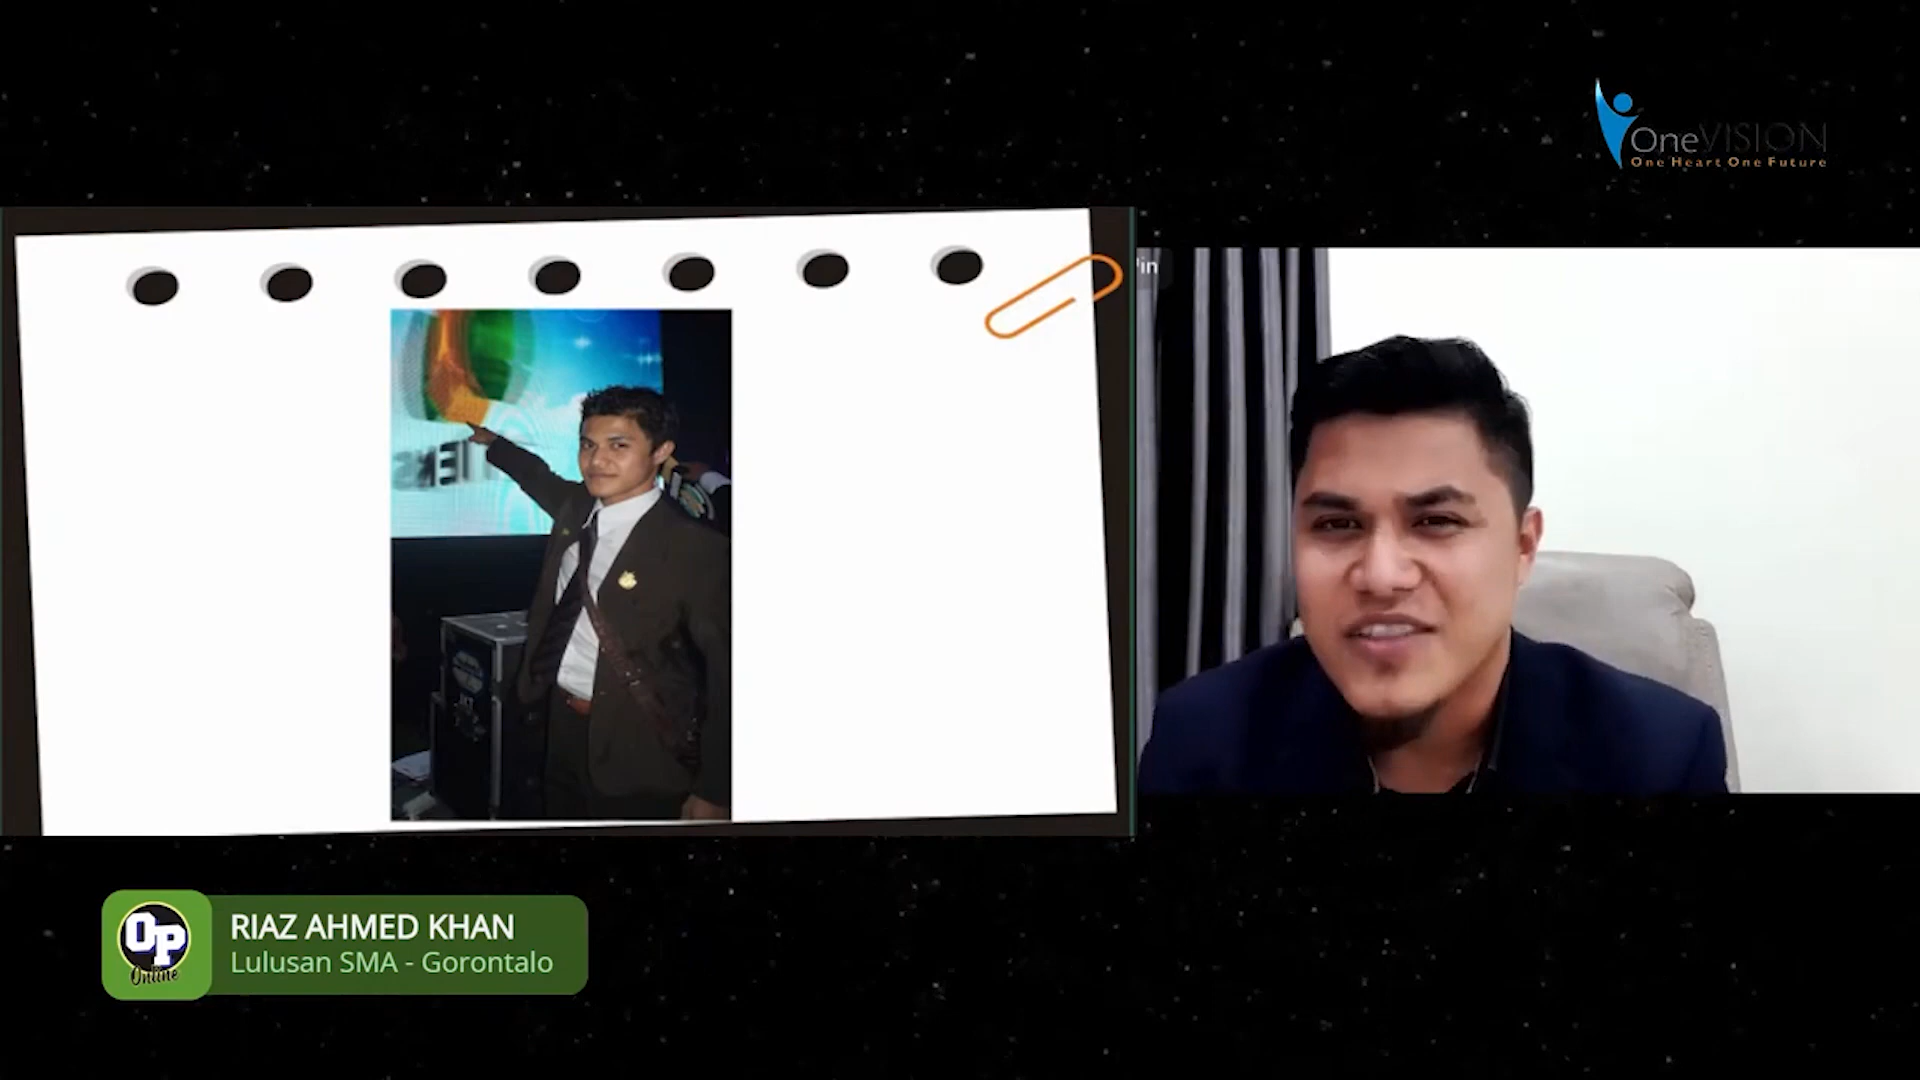 OneVISION
One Heart One Future
OP
Online
RIAZ AHMED KHAN
Lulusan SMA - Gorontalo